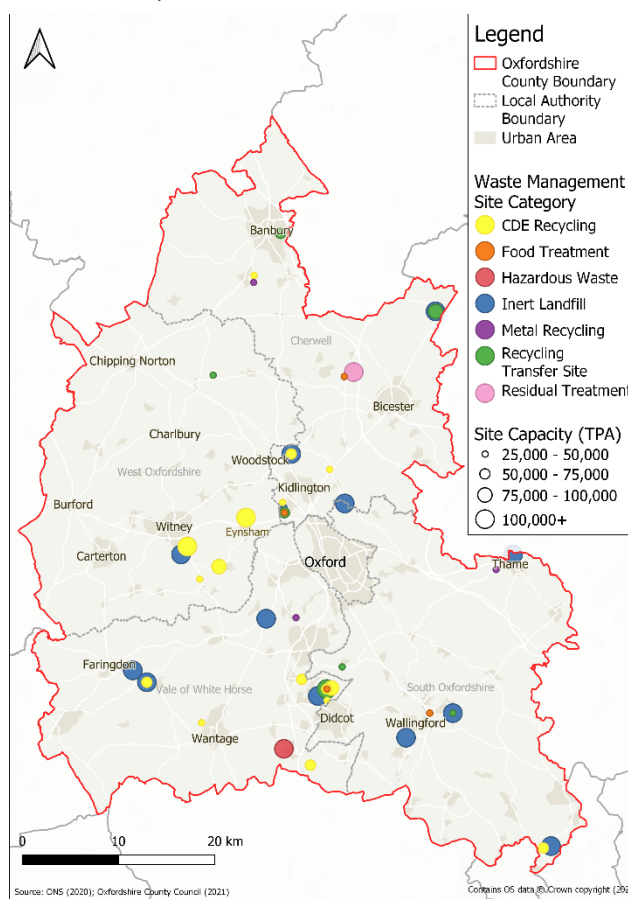 Legend
Oxfordshire
County Boundary
Local Authority
Boundary
Urban Area
Waste Management
Site Category
CDE Recycling
Food Treatment
Hazardous Waste
Inert Landfill
Metal Recycling
Recycling
Transfer Site
Residual Treatment
Site Capacity (TPA)
25,000 - 50,000
50,000 - 75,000
75,000 - 100,000
100,000+
Banbury
Cherwell
Chipping Norton
Bicester
Charlbury
Woodstock
West Oxfordshire
Kidlington
Burford
Witney
Eynsham
Carterton
Oxford
Thame
Faringdon
Vale of White Horse
South Oxfordshire
Didcot
Wallingford
Wantage
0 10 20 km
Source: ONS (2020); Oxfordshire County Council (2021)
Contains OS data © Crown copyright (202